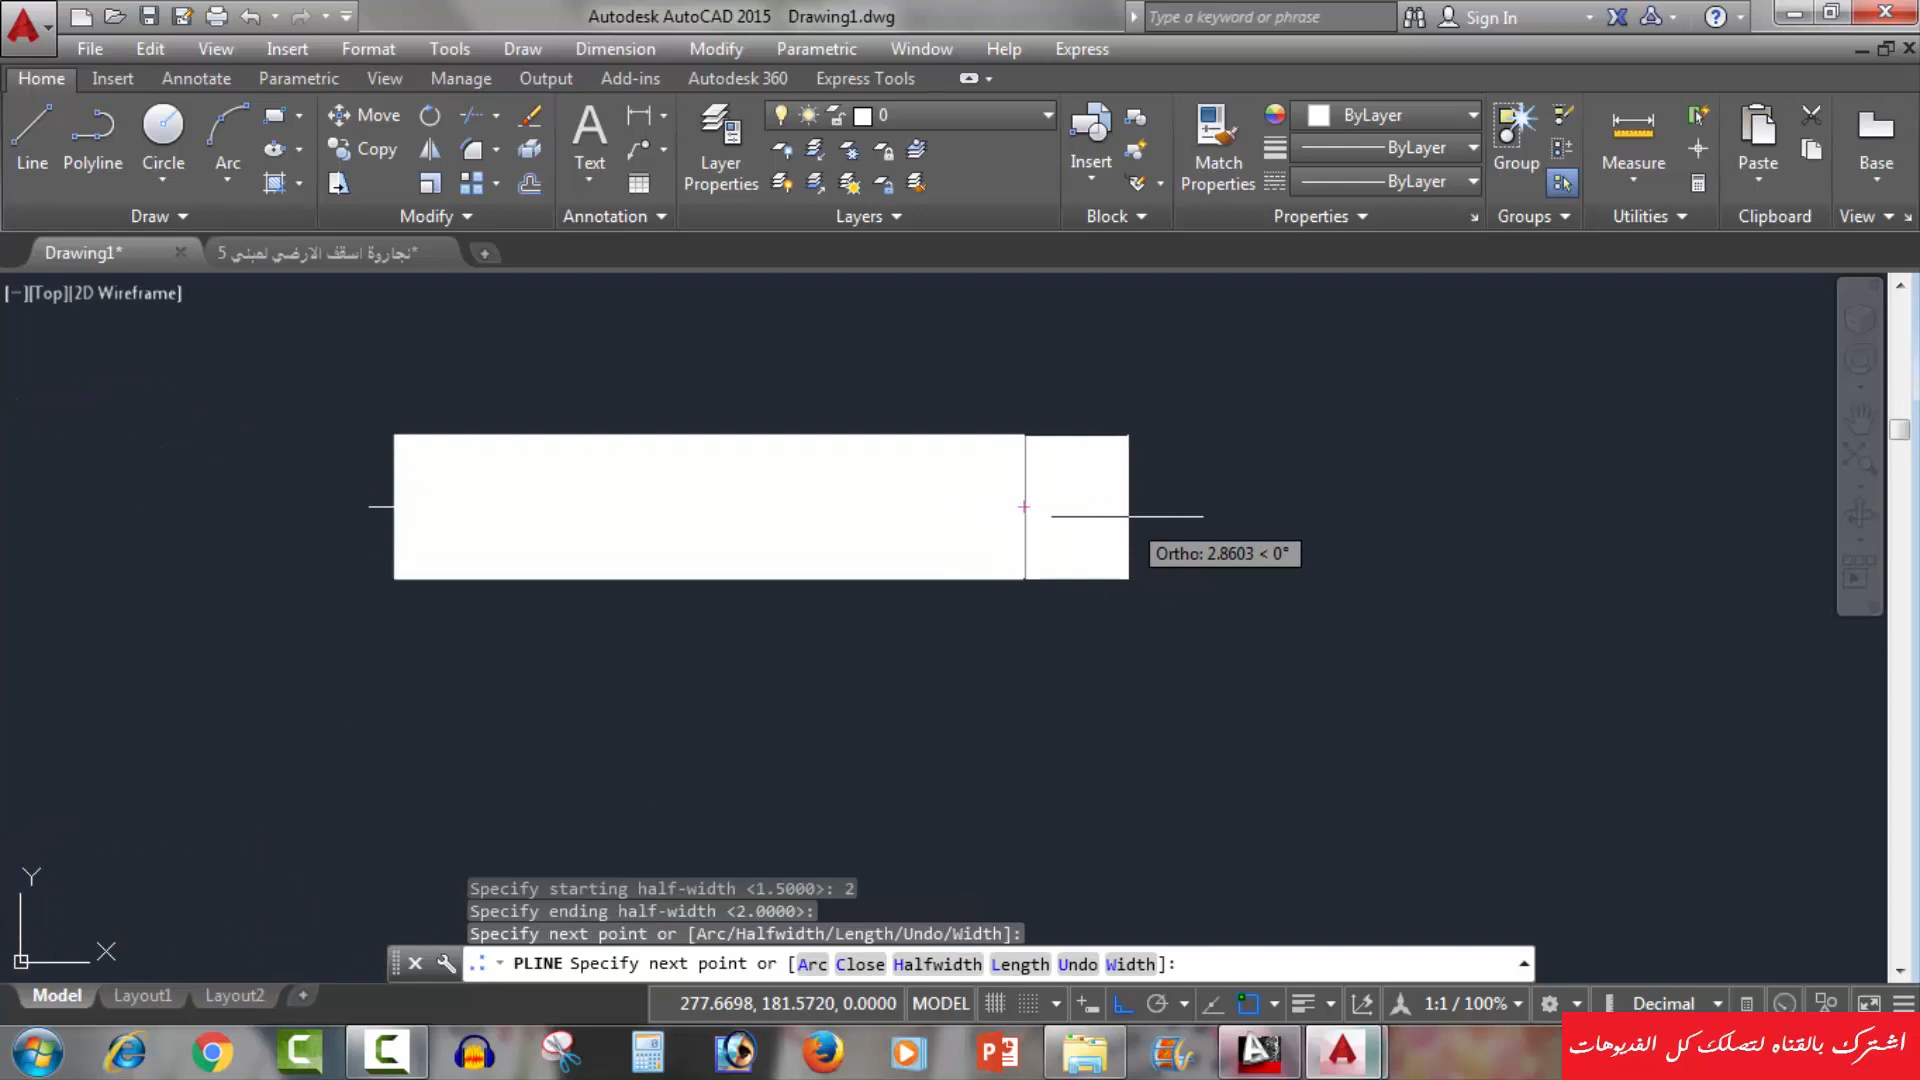 Autodesk AutoCAD 2015 Drawing1.dwg
Type a keyword or phrase
Sign In
File Edit View Insert Format Tools Draw Dimension Modify Parametric Window Help Express
Home Insert Annotate Parametric View Manage Output Add-ins Autodesk 360 Express Tools
Move
0
ByLayer
Copy
ByLayer
Line Polyline Circle Arc Text Layer Properties Insert Match Properties Group Measure Paste Base
ByLayer
Draw Modify Annotation Layers Block Properties Groups Utilities Clipboard View
Drawing1*
نجاروة اسقف الارضي لمبني 5*
[−][Top][2D Wireframe]
Ortho: 2.8603 < 0°
Y
X
Specify starting half-width <1.5000>: 2
Specify ending half-width <2.0000>:
Specify next point or [Arc/Halfwidth/Length/Undo/Width]:
PLINE Specify next point or [Arc Close Halfwidth Length Undo Width]:
Model Layout1 Layout2 +
277.6698, 181.5720, 0.0000 MODEL 1:1 / 100% Decimal
اشترك بالقناه لتصلك كل الفديوهات